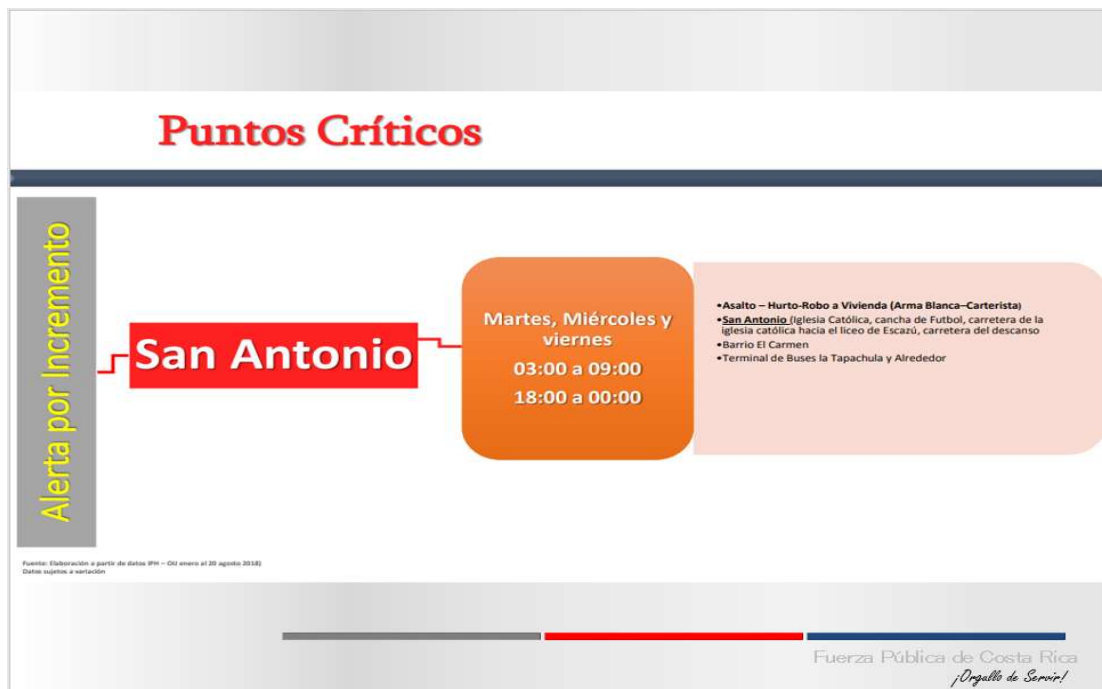 Puntos Críticos
Alerta por Incremento
San Antonio
Martes, Miércoles y
viernes
03:00 a 09:00
18:00 a 00:00
•Asalto – Hurto-Robo a Vivienda (Arma Blanca–Carterista)
•San Antonio (Iglesia Católica, cancha de Futbol, carretera de la
iglesia católica hacia el liceo de Escazú, carretera del descanso
•Barrio El Carmen
•Terminal de Buses la Tapachula y Alrededor
Fuente: Elaboración a partir de datos IPH – OIJ enero al 20 agosto 2018)
Datos sujetos a variación
Fuerza Pública de Costa Rica
¡Orgullo de Servir!